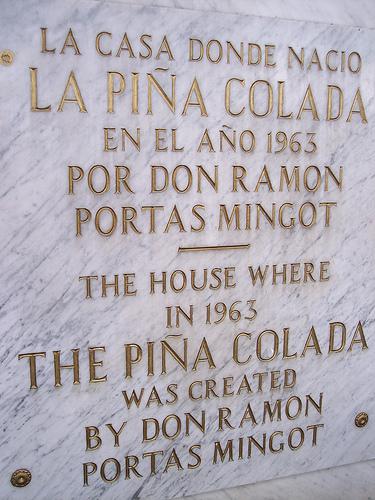 LA CASA DONDE NACIO
LA PIÑA COLADA
EN EL AÑO 1963
POR DON RAMON
PORTAS MINGOT
THE HOUSE WHERE
IN 1963
THE PIÑA COLADA
WAS CREATED
BY DON RAMON
PORTAS MINGOT